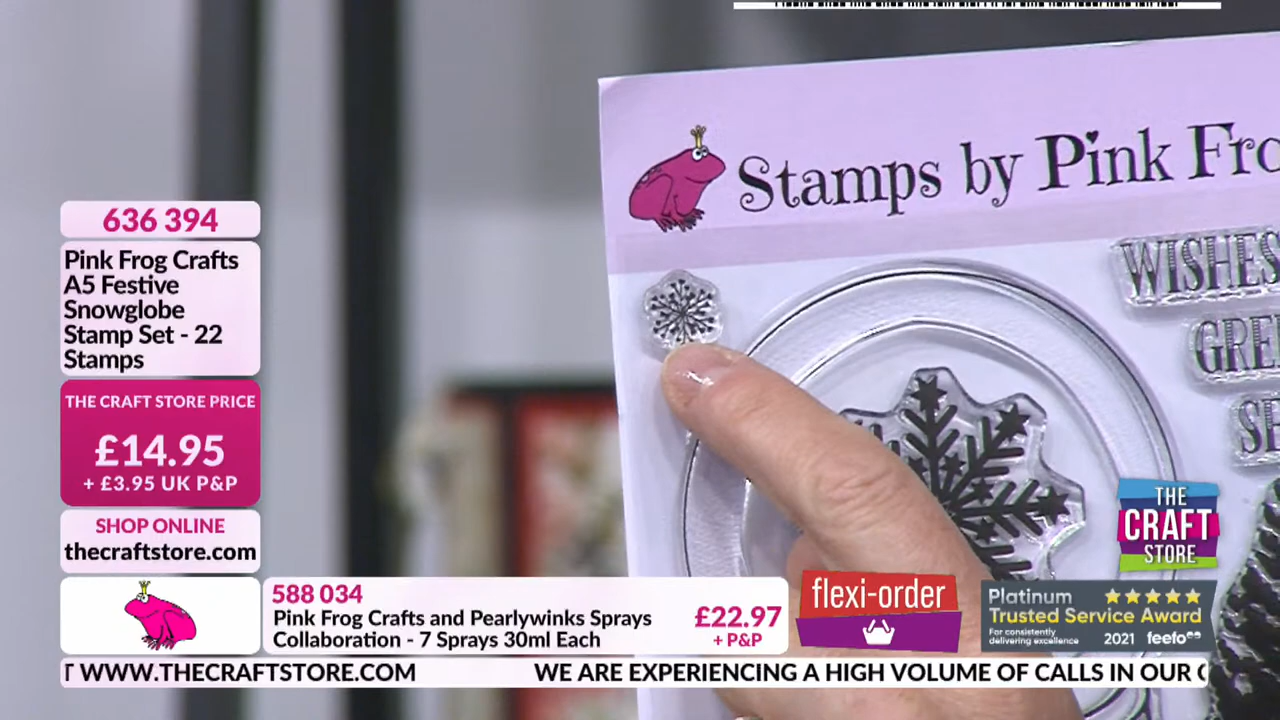 636 394
Pink Frog Crafts
A5 Festive
Snowglobe
Stamp Set - 22
Stamps
THE CRAFT STORE PRICE
£14.95
+ £3.95 UK P&P
SHOP ONLINE
thecraftstore.com
Stamps by Pink Fro
WISHES
GREE
SE
THE
CRAFT
STORE
588 034
Pink Frog Crafts and Pearlywinks Sprays
Collaboration - 7 Sprays 30ml Each
£22.97
+ P&P
flexi-order
Platinum
Trusted Service Award
For consistently
delivering excellence
2021 feefo
T WWW.THECRAFTSTORE.COM WE ARE EXPERIENCING A HIGH VOLUME OF CALLS IN OUR